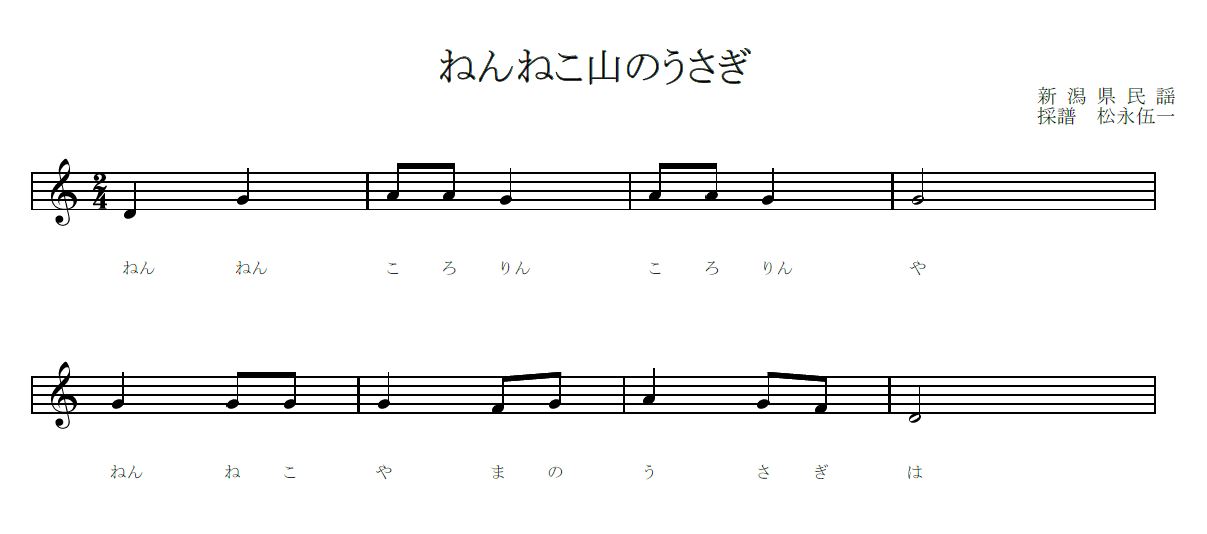 ねんねこ山のうさぎ
新潟県民謡
採譜　松永伍一
2
4
ねん ねん こ ろ りん こ ろ りん や
ねん ね こ や ま の う さ ぎ は